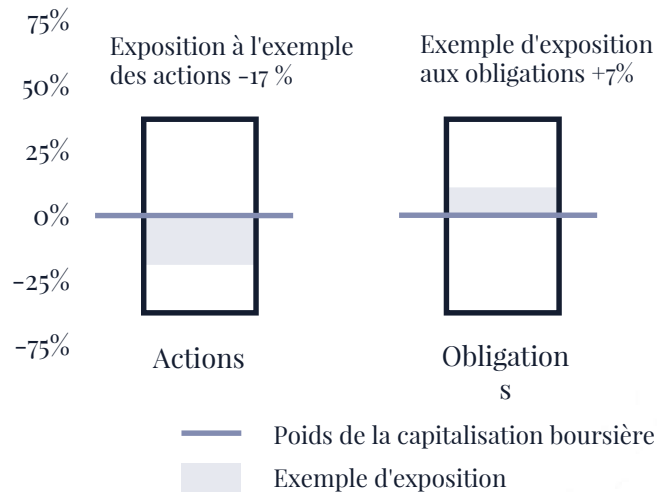 75%
Exposition à l'exemple
des actions -17 %
Exemple d'exposition
aux obligations +7%
50%
25%
0%
-25%
-75%
Actions
Obligation
s
Poids de la capitalisation boursière
Exemple d'exposition